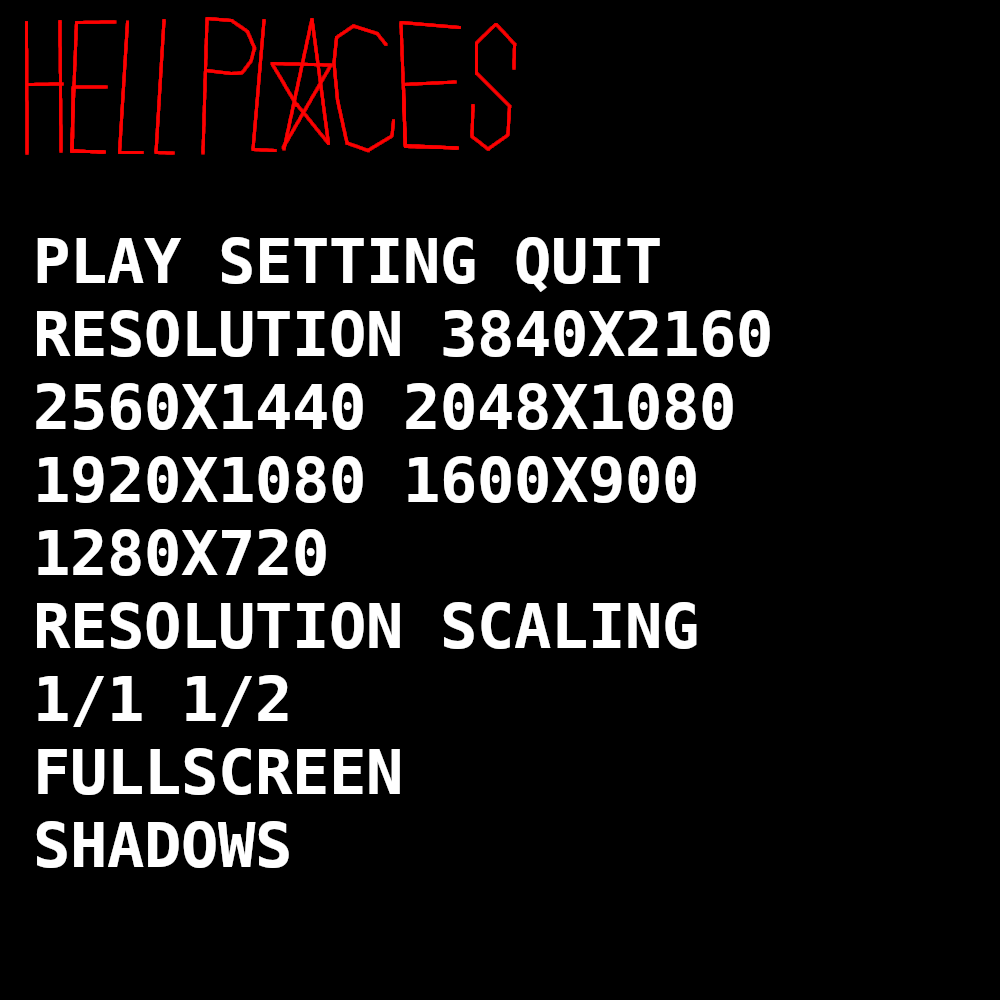 HELL PLACES
PLAY SETTING QUIT
RESOLUTION 3840X2160
2560X1440 2048X1080
1920X1080 1600X900
1280X720
RESOLUTION SCALING
1/1 1/2
FULLSCREEN
SHADOWS